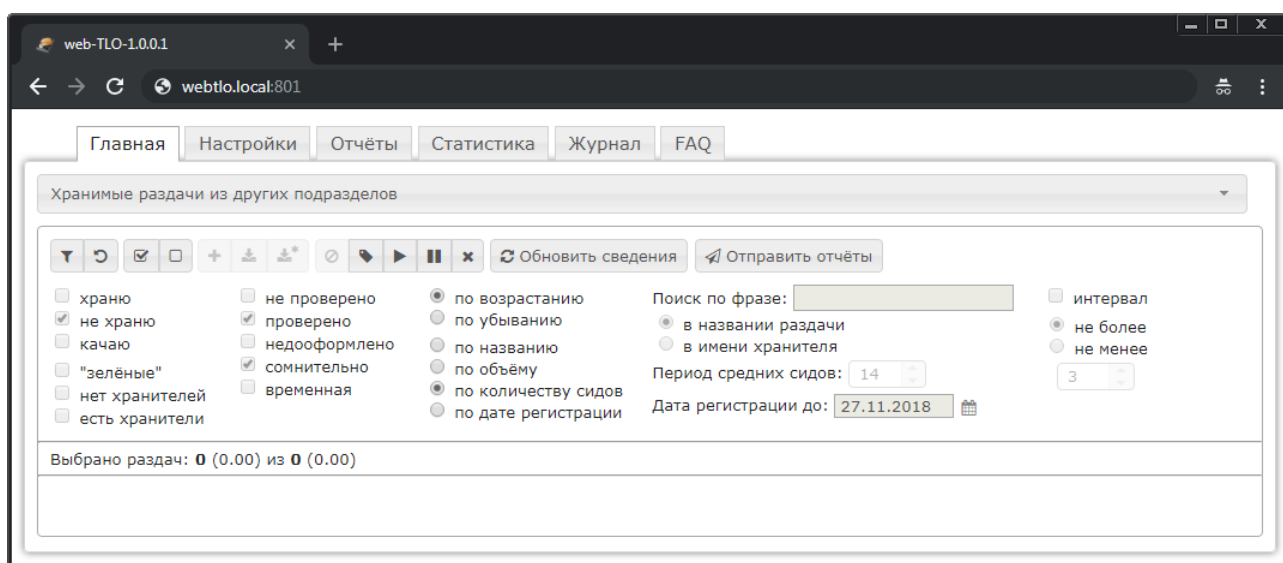 web-TLO-1.0.0.1
webtlo.local:801
Главная Настройки Отчёты Статистика Журнал FAQ
Хранимые раздачи из других подразделов
Обновить сведения Отправить отчёты
храню не проверено по возрастанию Поиск по фразе: интервал
не храню проверено по убыванию в названии раздачи не более
качаю недооформлено по названию в имени хранителя не менее
"зелёные" сомнительно по объёму Период средних сидов: 14 3
нет хранителей временная по количеству сидов
есть хранители по дате регистрации Дата регистрации до: 27.11.2018
Выбрано раздач: 0 (0.00) из 0 (0.00)